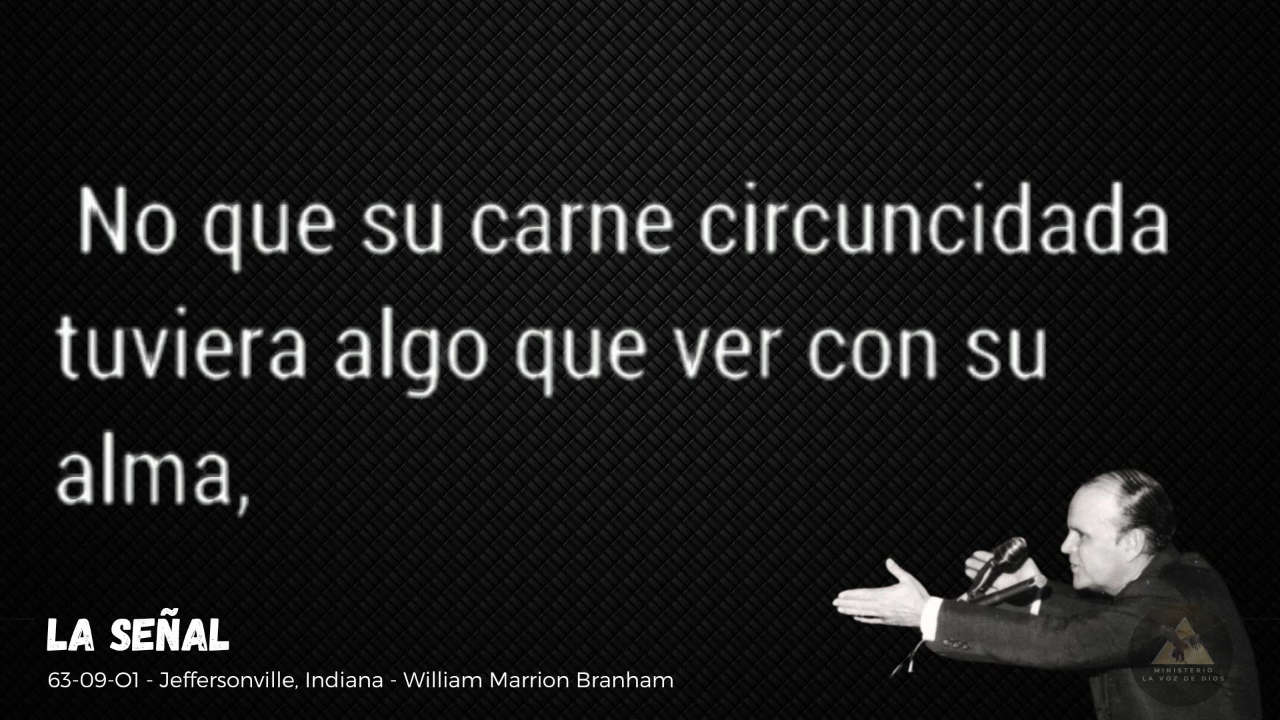 No que su carne circuncidada
tuviera algo que ver con su
alma,
LA SEÑAL
63-09-01 - Jeffersonville, Indiana - William Marrion Branham
MINISTERIO
LA VOZ DE DIOS